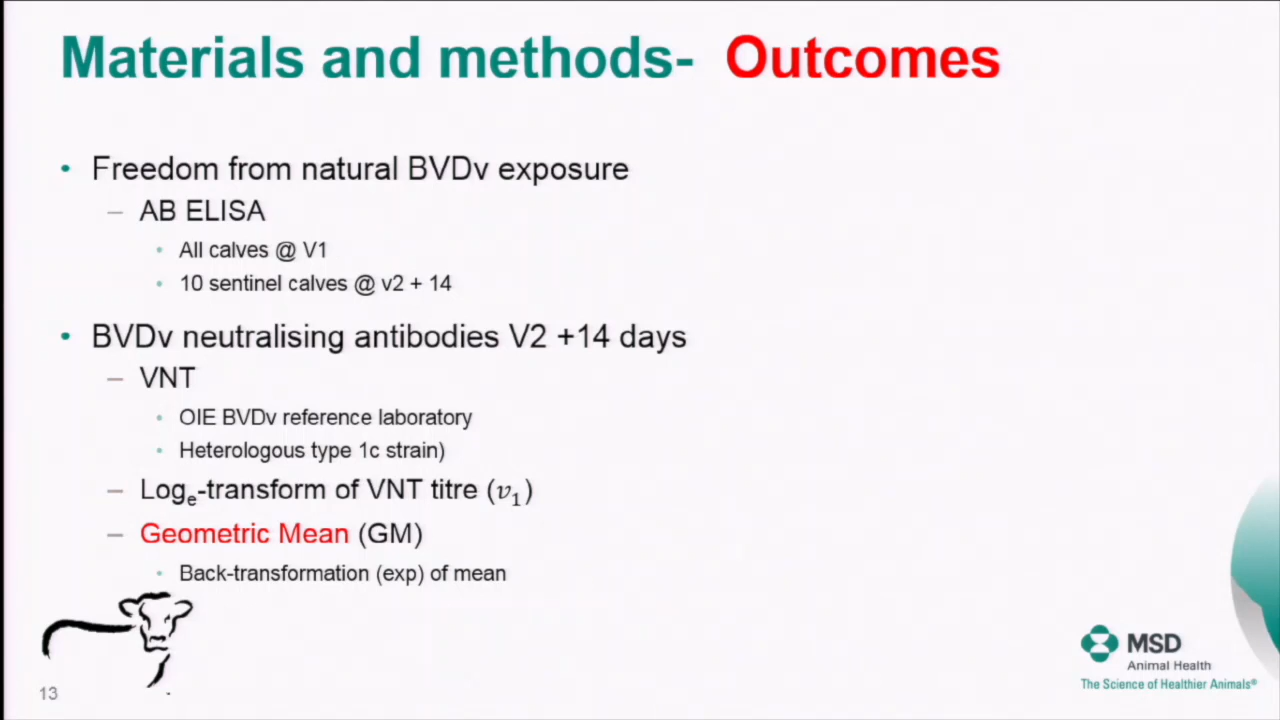 Materials and methods- Outcomes
• Freedom from natural BVDv exposure
– AB ELISA
• All calves @ V1
• 10 sentinel calves @ v2 + 14
• BVDv neutralising antibodies V2 +14 days
– VNT
• OIE BVDv reference laboratory
• Heterologous type 1c strain)
– Logₑ-transform of VNT titre (𝑣₁)
– Geometric Mean (GM)
• Back-transformation (exp) of mean
13
MSD
Animal Health
The Science of Healthier Animals®